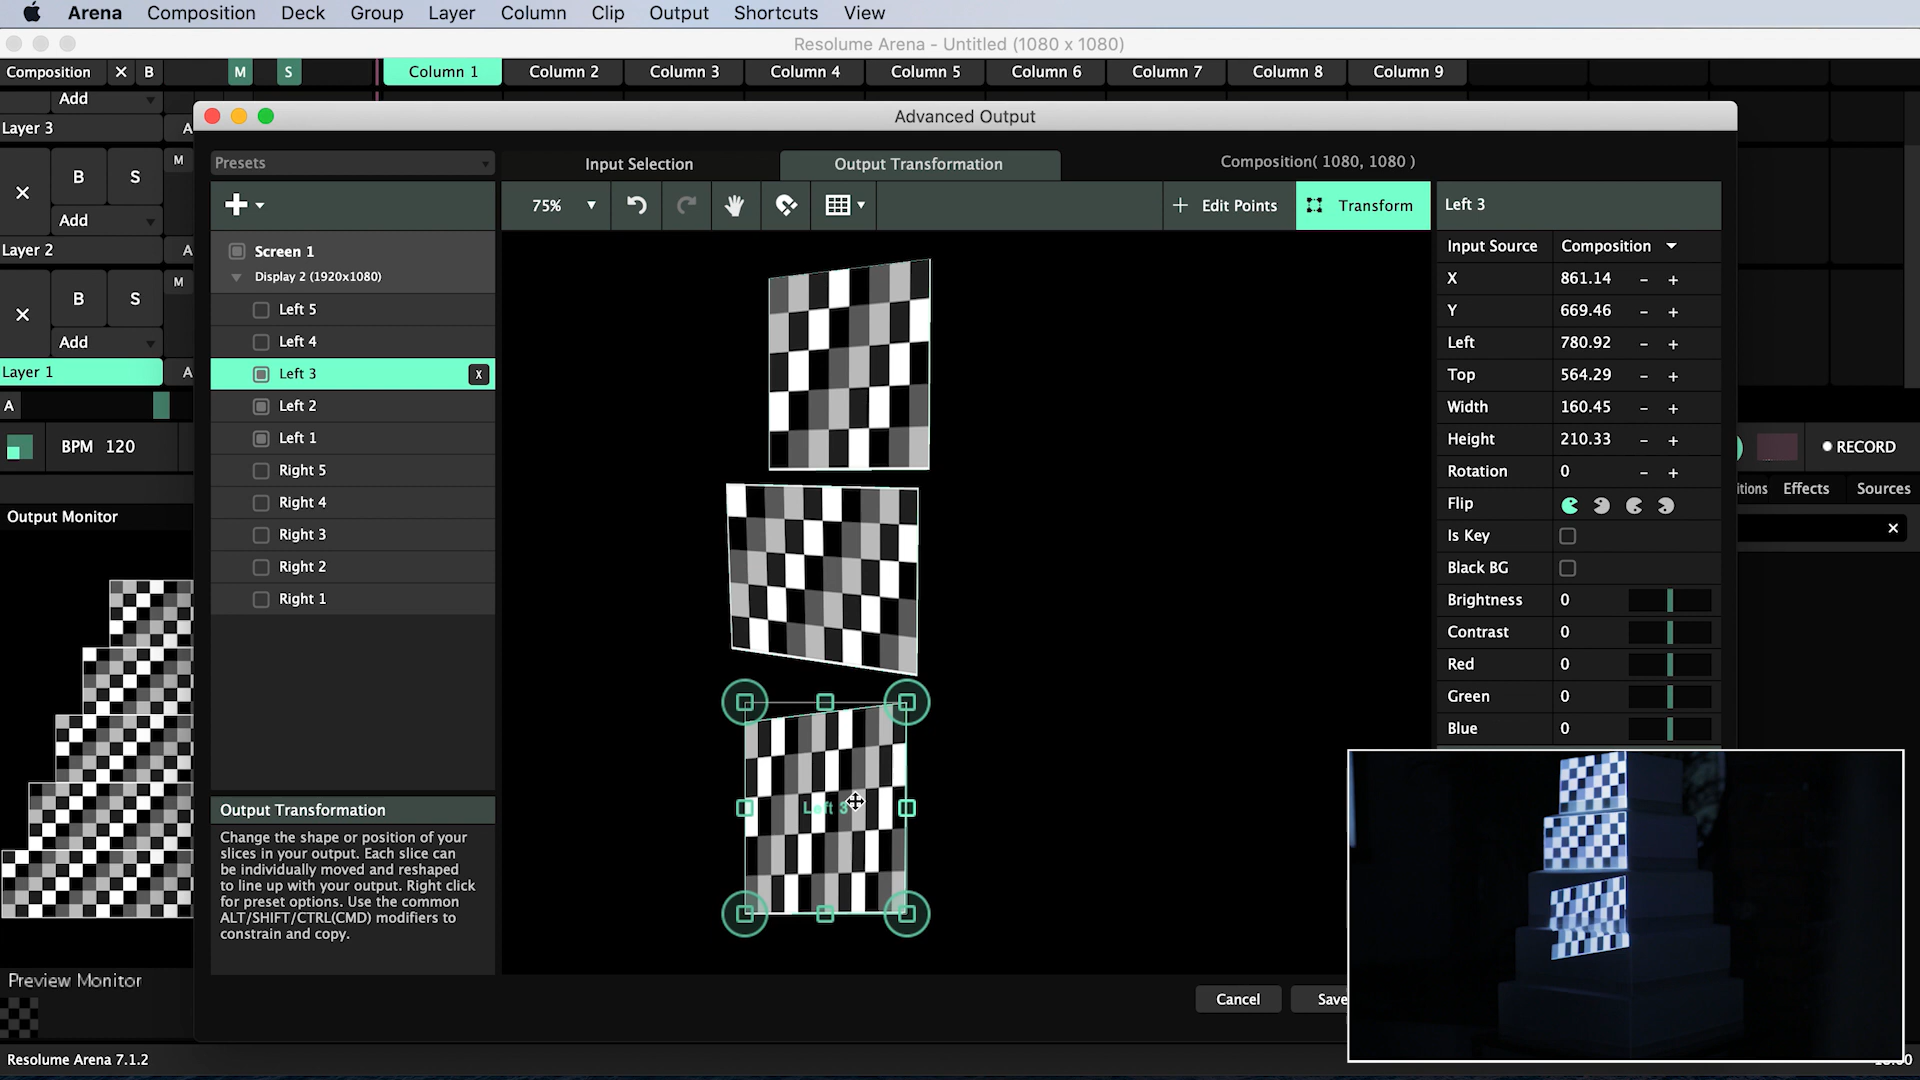 Arena Composition Deck Group Layer Column Clip Output Shortcuts View
Resolume Arena - Untitled (1080 x 1080)
Composition X B M S Column 1 Column 2 Column 3 Column 4 Column 5 Column 6 Column 7 Column 8 Column 9
Add
Layer 3 A
B S M
Add
Layer 2 A
B S M
Add
Layer 1 A
A
BPM 120
RECORD
itions Effects Sources
Output Monitor
Preview Monitor
Resolume Arena 7.1.2
Advanced Output
Presets
Input Selection Output Transformation Composition( 1080, 1080 )
75% + Edit Points Transform
Screen 1
Display 2 (1920x1080)
Left 5
Left 4
Left 3 X
Left 2
Left 1
Right 5
Right 4
Right 3
Right 2
Right 1
Output Transformation
Change the shape or position of your
slices in your output. Each slice can
be individually moved and reshaped
to line up with your output. Right click
for preset options. Use the common
ALT/SHIFT/CTRL(CMD) modifiers to
constrain and copy.
Left 3
Left 3
Input Source Composition
X 861.14 - +
Y 669.46 - +
Left 780.92 - +
Top 564.29 - +
Width 160.45 - +
Height 210.33 - +
Rotation 0 - +
Flip
Is Key
Black BG
Brightness 0
Contrast 0
Red 0
Green 0
Blue 0
Cancel Save